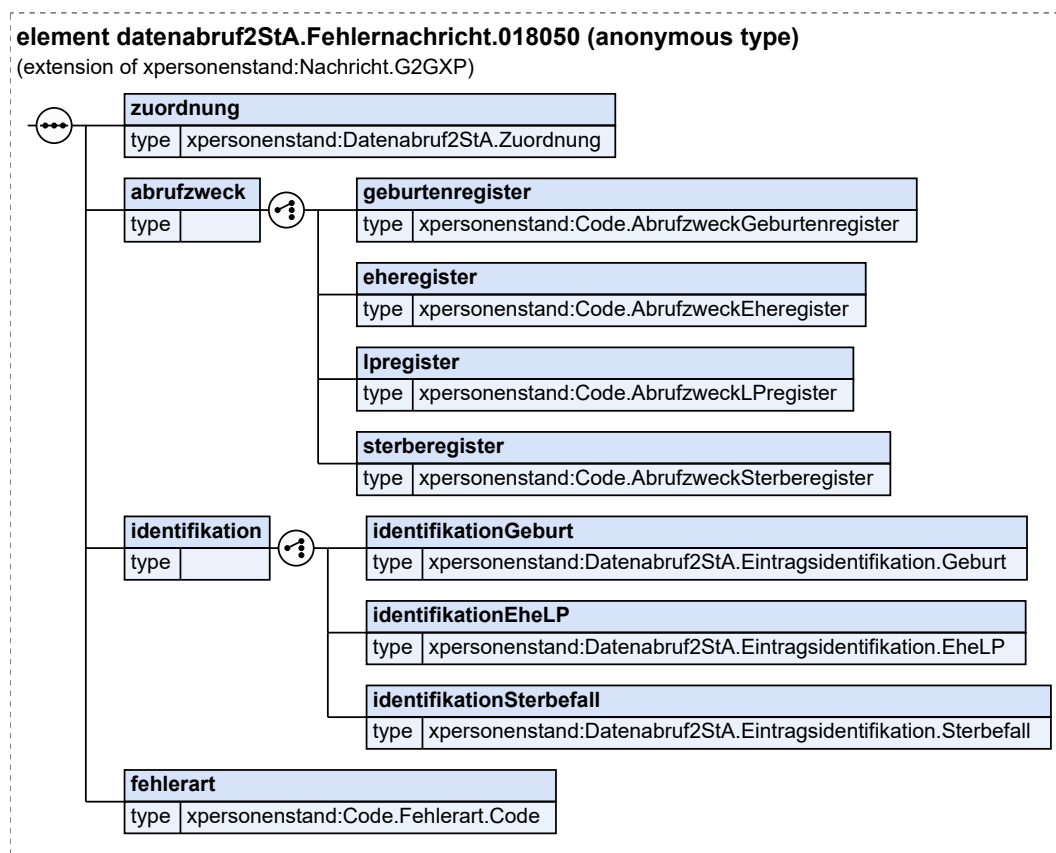 element datenabruf2StA.Fehlernachricht.018050 (anonymous type)
(extension of xpersonenstand:Nachricht.G2GXP)
zuordnung
type xpersonenstand:Datenabruf2StA.Zuordnung
abrufzweck
type
geburtenregister
type xpersonenstand:Code.AbrufzweckGeburtenregister
eheregister
type xpersonenstand:Code.AbrufzweckEheregister
lpregister
type xpersonenstand:Code.AbrufzweckLPregister
sterberegister
type xpersonenstand:Code.AbrufzweckSterberegister
identifikation
type
identifikationGeburt
type xpersonenstand:Datenabruf2StA.Eintragsidentifikation.Geburt
identifikationEheLP
type xpersonenstand:Datenabruf2StA.Eintragsidentifikation.EheLP
identifikationSterbefall
type xpersonenstand:Datenabruf2StA.Eintragsidentifikation.Sterbefall
fehlerart
type xpersonenstand:Code.Fehlerart.Code